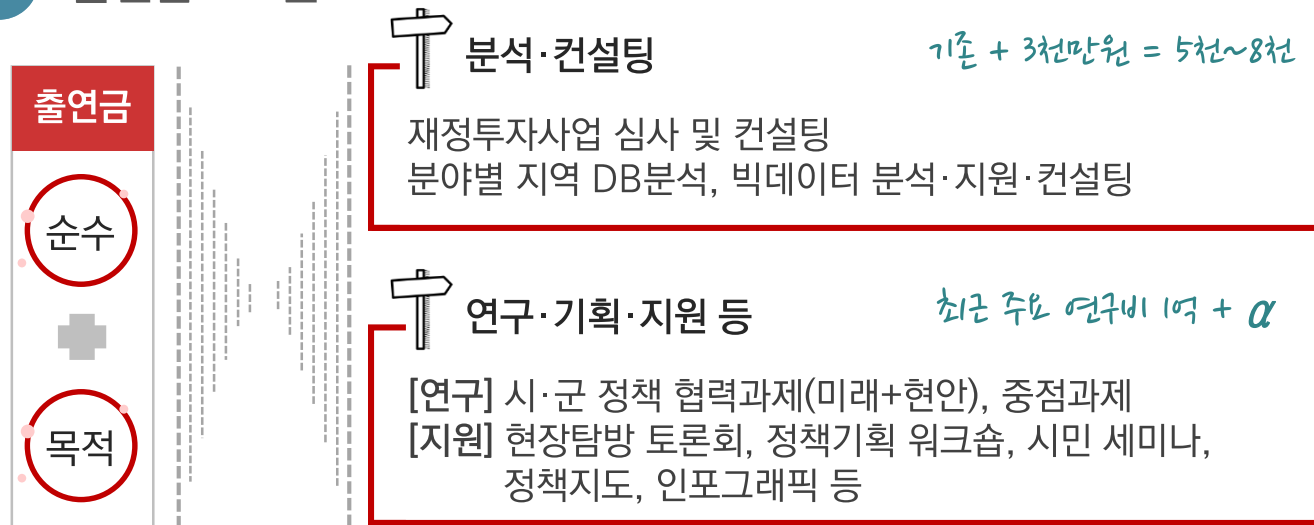 출연금
순수
목적
분석·컨설팅
기존 + 3천만원 = 5천~8천
재정투자사업 심사 및 컨설팅
분야별 지역 DB분석, 빅데이터 분석·지원·컨설팅
연구·기획·지원 등
최근 주요 연구비 1억 + α
[연구] 시·군 정책 협력과제(미래+현안), 중점과제
[지원] 현장탐방 토론회, 정책기획 워크숍, 시민 세미나,
정책지도, 인포그래픽 등